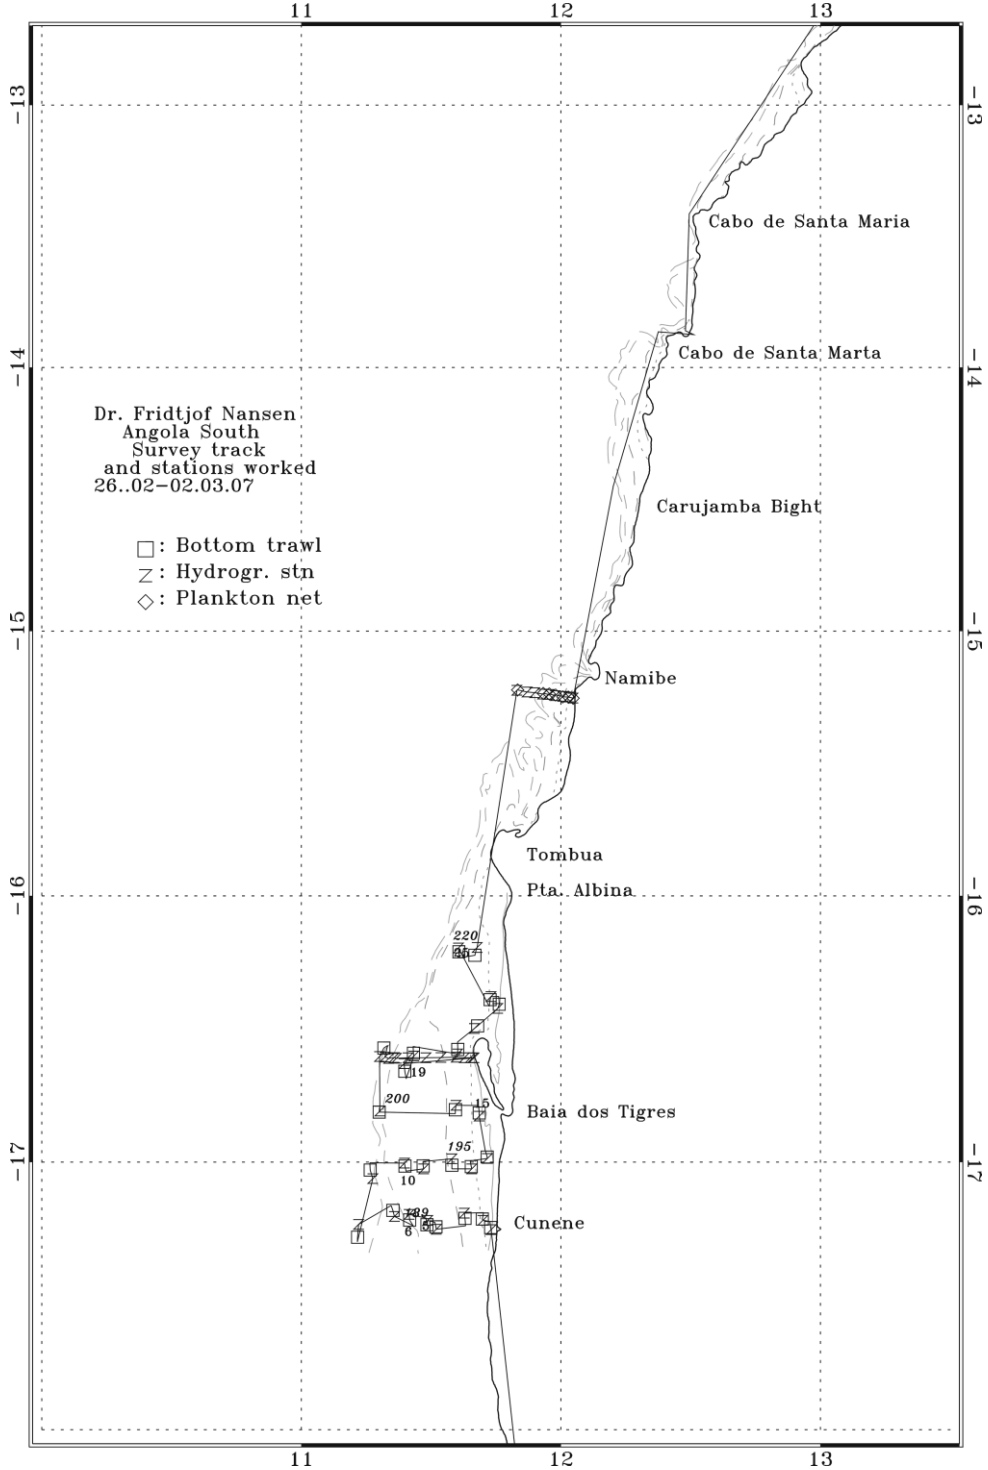 11 12 13
-13 -13
Cabo de Santa Maria
Cabo de Santa Marta
-14 -14
Dr. Fridtjof Nansen
Angola South
Survey track
and stations worked
26..02-02.03.07
Carujamba Bight
□: Bottom trawl
Z: Hydrogr. stn
◇: Plankton net
-15 -15
Namibe
Tombua
Pta. Albina
-16 -16
220
19
200
15
Baia dos Tigres
195
-17 -17
10
Cunene
6
11 12 13